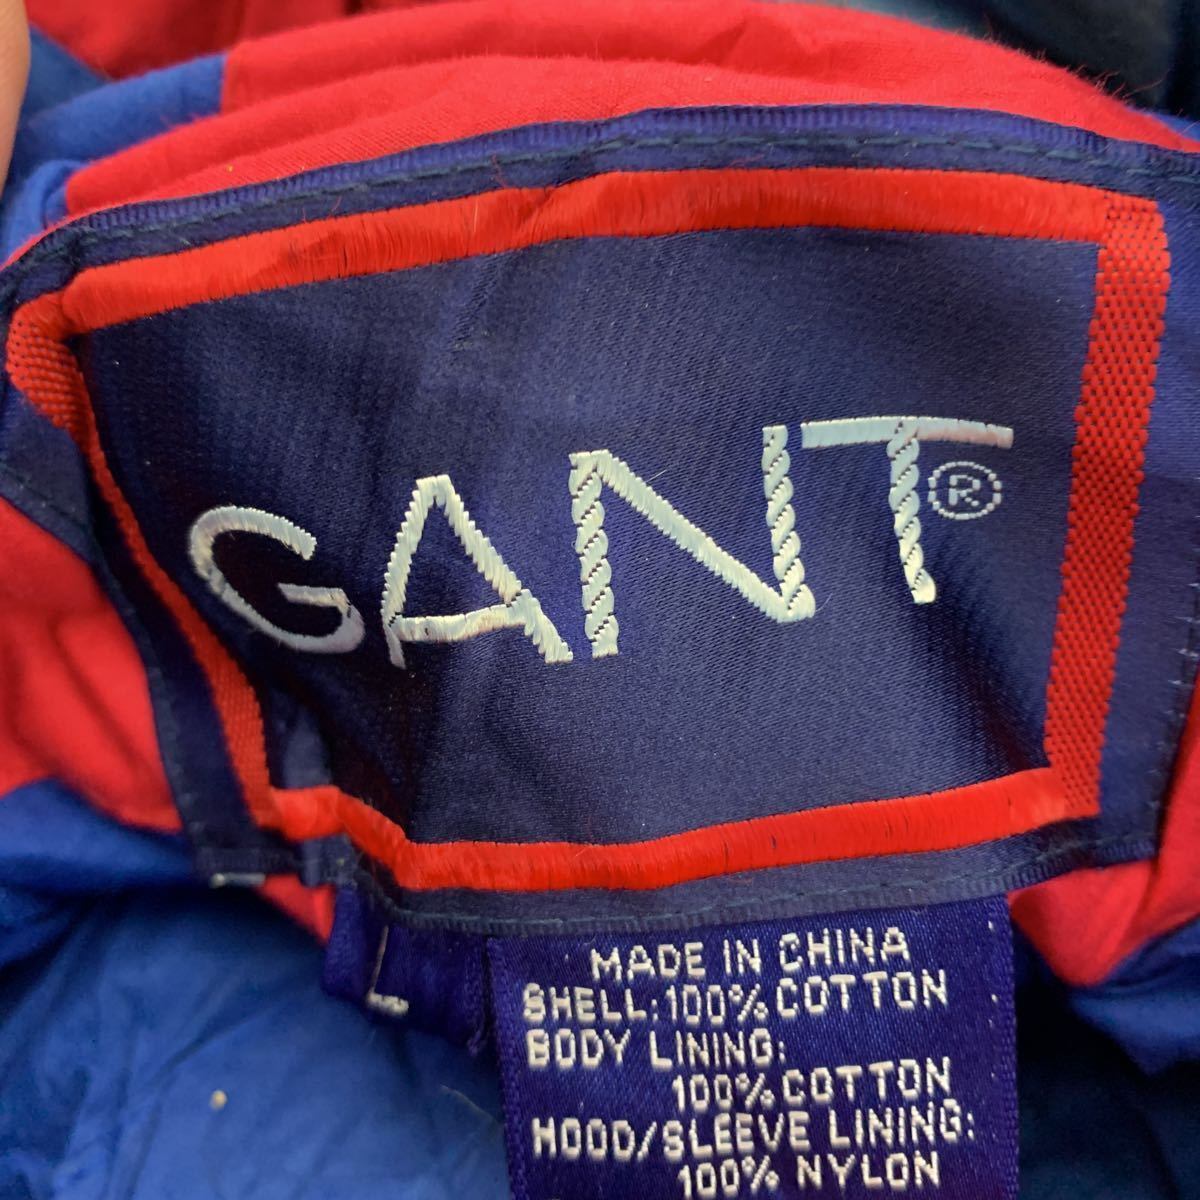 GANT®
L
MADE IN CHINA
SHELL:100% COTTON
BODY LINING:
100% COTTON
HOOD/SLEEVE LINING:
100% NYLON